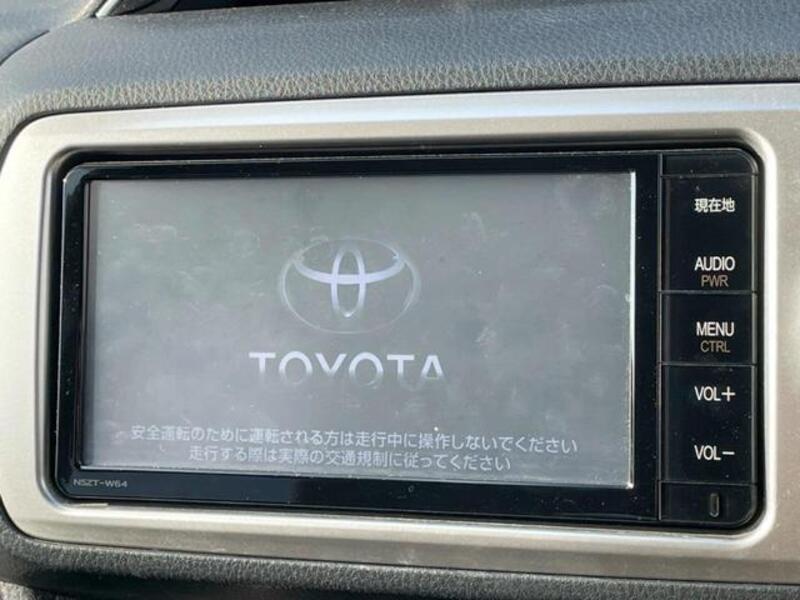 現在地
AUDIO
PWR
MENU
CTRL
VOL+
VOL-
TOYOTA
安全運転のために運転される方は走行中に操作しないでください
走行する際は実際の交通規制に従ってください
NSZT-W64